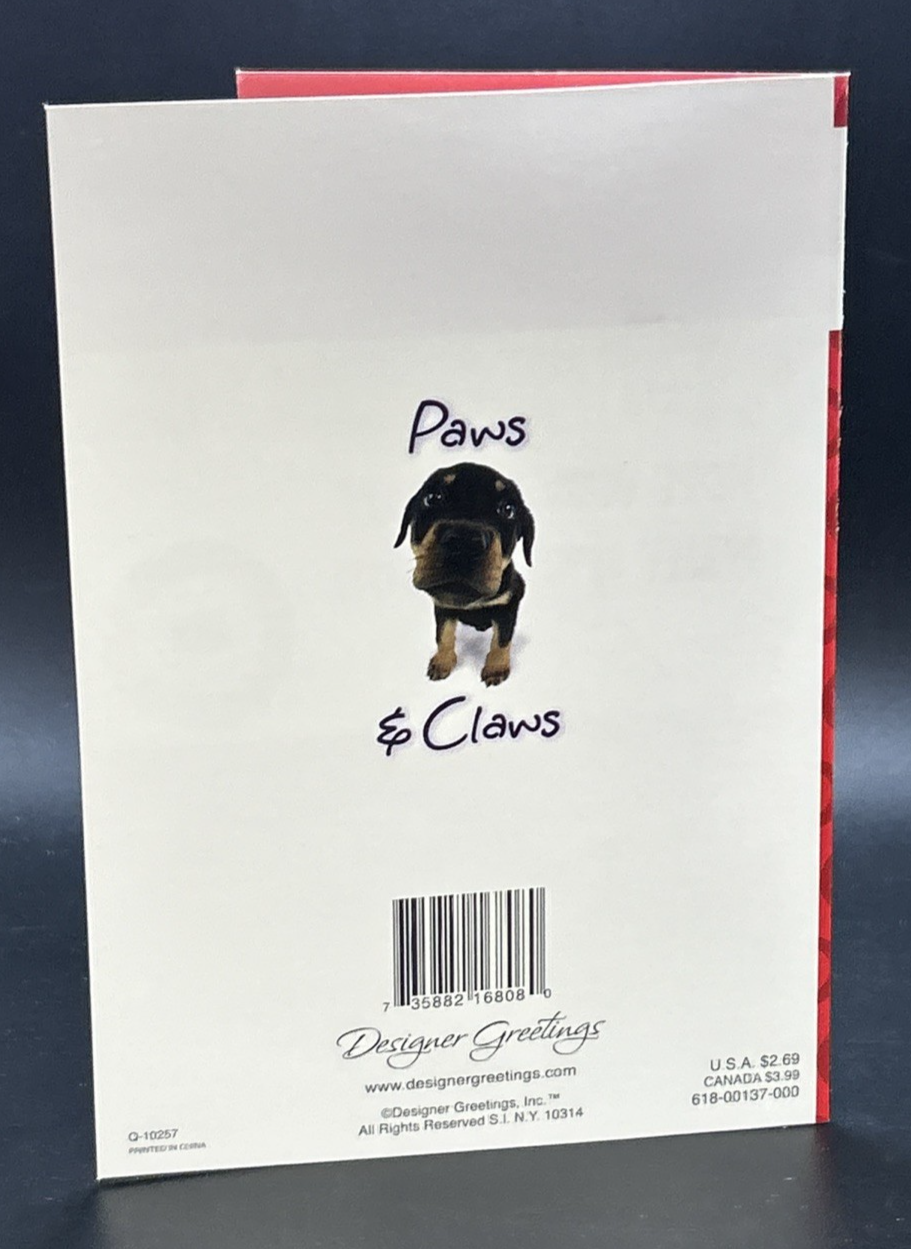 Paws
& Claws
7 35882 16808 0
Designer Greetings
www.designergreetings.com
©Designer Greetings, Inc.™
All Rights Reserved S.I. N.Y. 10314
U.S.A. $2.69
CANADA $3.99
618-00137-000
Q-10257
PRINTED IN CHINA